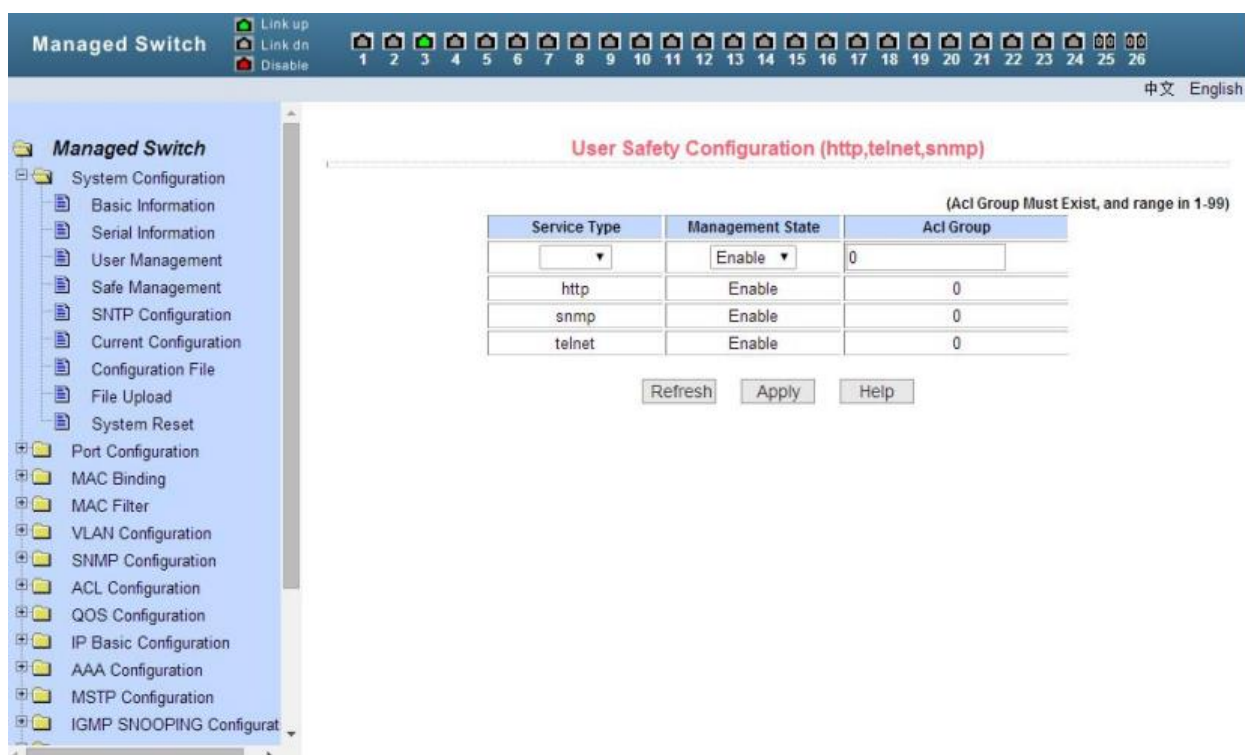 Managed Switch
Link up
Link dn
Disable
1 2 3 4 5 6 7 8 9 10 11 12 13 14 15 16 17 18 19 20 21 22 23 24 25 26
中文 English
Managed Switch
System Configuration
Basic Information
Serial Information
User Management
Safe Management
SNTP Configuration
Current Configuration
Configuration File
File Upload
System Reset
Port Configuration
MAC Binding
MAC Filter
VLAN Configuration
SNMP Configuration
ACL Configuration
QOS Configuration
IP Basic Configuration
AAA Configuration
MSTP Configuration
IGMP SNOOPING Configurat
User Safety Configuration (http,telnet,snmp)
(Acl Group Must Exist, and range in 1-99)
Service Type Management State Acl Group
Enable 0
http Enable 0
snmp Enable 0
telnet Enable 0
Refresh Apply Help